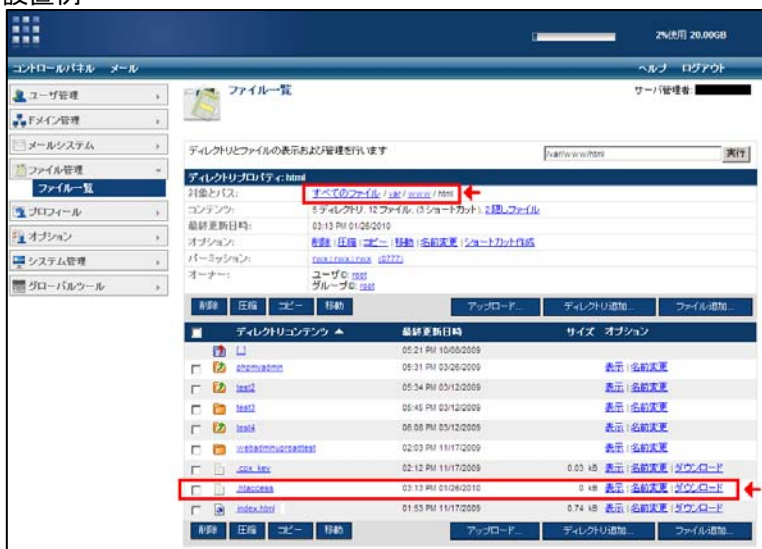 2%使用 20.00GB
コントロールパネル メール
ヘルプ ログアウト
ユーザ管理
ドメイン管理
メールシステム
ファイル管理
ファイル一覧
プロフィール
オプション
システム管理
グローバルツール
ファイル一覧
サーバ管理者:
ディレクトリとファイルの表示および管理を行います
/var/www/html 実行
ディレクトリプロパティ: html
対象とパス: すべてのファイル / var / www / html
コンテンツ: 5 ディレクトリ, 12 ファイル, (3 ショートカット), 2 隠しファイル
最終更新日時: 03:13 PM 01/26/2010
オプション: 削除 | 圧縮 | コピー | 移動 | 名前変更 | ショートカット作成
パーミッション: rwx | rwx | rwx (0777)
オーナー: ユーザ 0: root
グループ 0: root
削除 圧縮 コピー 移動 アップロード... ディレクトリ追加... ファイル追加...
ディレクトリコンテンツ ▲ 最終更新日時 サイズ オプション
[..] 05:21 PM 10/08/2009
phpmyadmin 05:31 PM 03/26/2009 表示 | 名前変更
test2 05:34 PM 03/12/2009 表示 | 名前変更
test3 05:45 PM 03/12/2009 表示 | 名前変更
test4 06:08 PM 03/12/2009 表示 | 名前変更
02:03 PM 11/17/2009 表示 | 名前変更
.cpx_key 02:12 PM 11/17/2009 0.03 kB 表示 | 名前変更 | ダウンロード
.htaccess 03:13 PM 01/26/2010 0 kB 表示 | 名前変更 | ダウンロード
index.html 01:53 PM 11/17/2009 0.74 kB 表示 | 名前変更 | ダウンロード
削除 圧縮 コピー 移動 アップロード... ディレクトリ追加... ファイル追加...